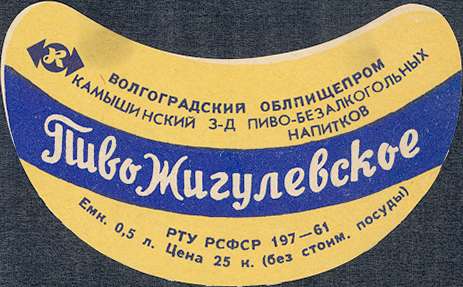 К
ВОЛГОГРАДСКИЙ ОБЛПИЩЕПРОМ
КАМЫШИНСКИЙ З-Д ПИВО-БЕЗАЛКОГОЛЬНЫХ
НАПИТКОВ
Пиво Жигулевское
РТУ РСФСР 197—61
Емк. 0,5 л. Цена 25 к. (без стоим. посуды)